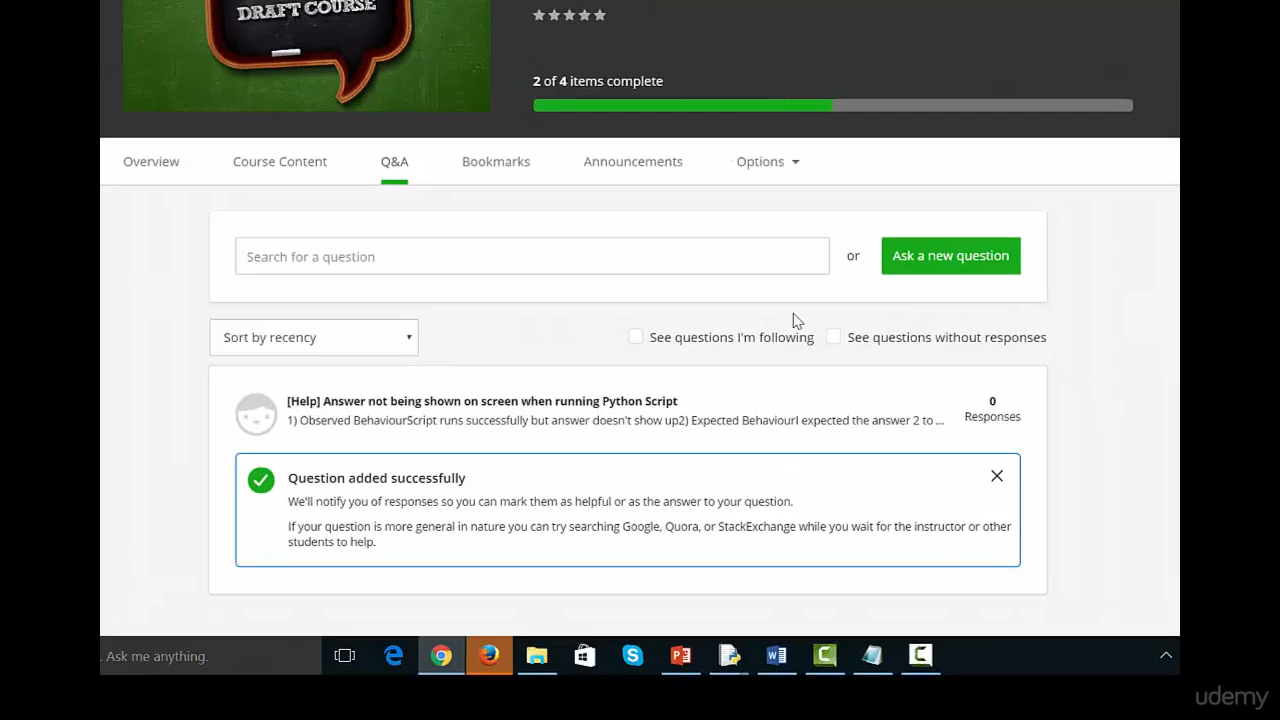 DRAFT COURSE
2 of 4 items complete
Overview Course Content Q&A Bookmarks Announcements Options
Search for a question or Ask a new question
Sort by recency See questions I'm following See questions without responses
[Help] Answer not being shown on screen when running Python Script 0
1) Observed BehaviourScript runs successfully but answer doesn't show up2) Expected BehaviourI expected the answer 2 to ... Responses
Question added successfully
We'll notify you of responses so you can mark them as helpful or as the answer to your question.
If your question is more general in nature you can try searching Google, Quora, or StackExchange while you wait for the instructor or other
students to help.
Ask me anything.
udemy